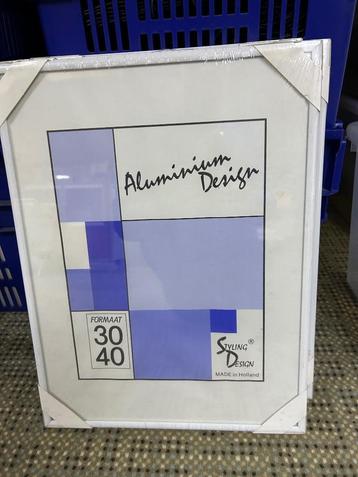 Aluminium
Design
FORMAAT
30
40
STYLING ®
DESIGN
MADE in Holland